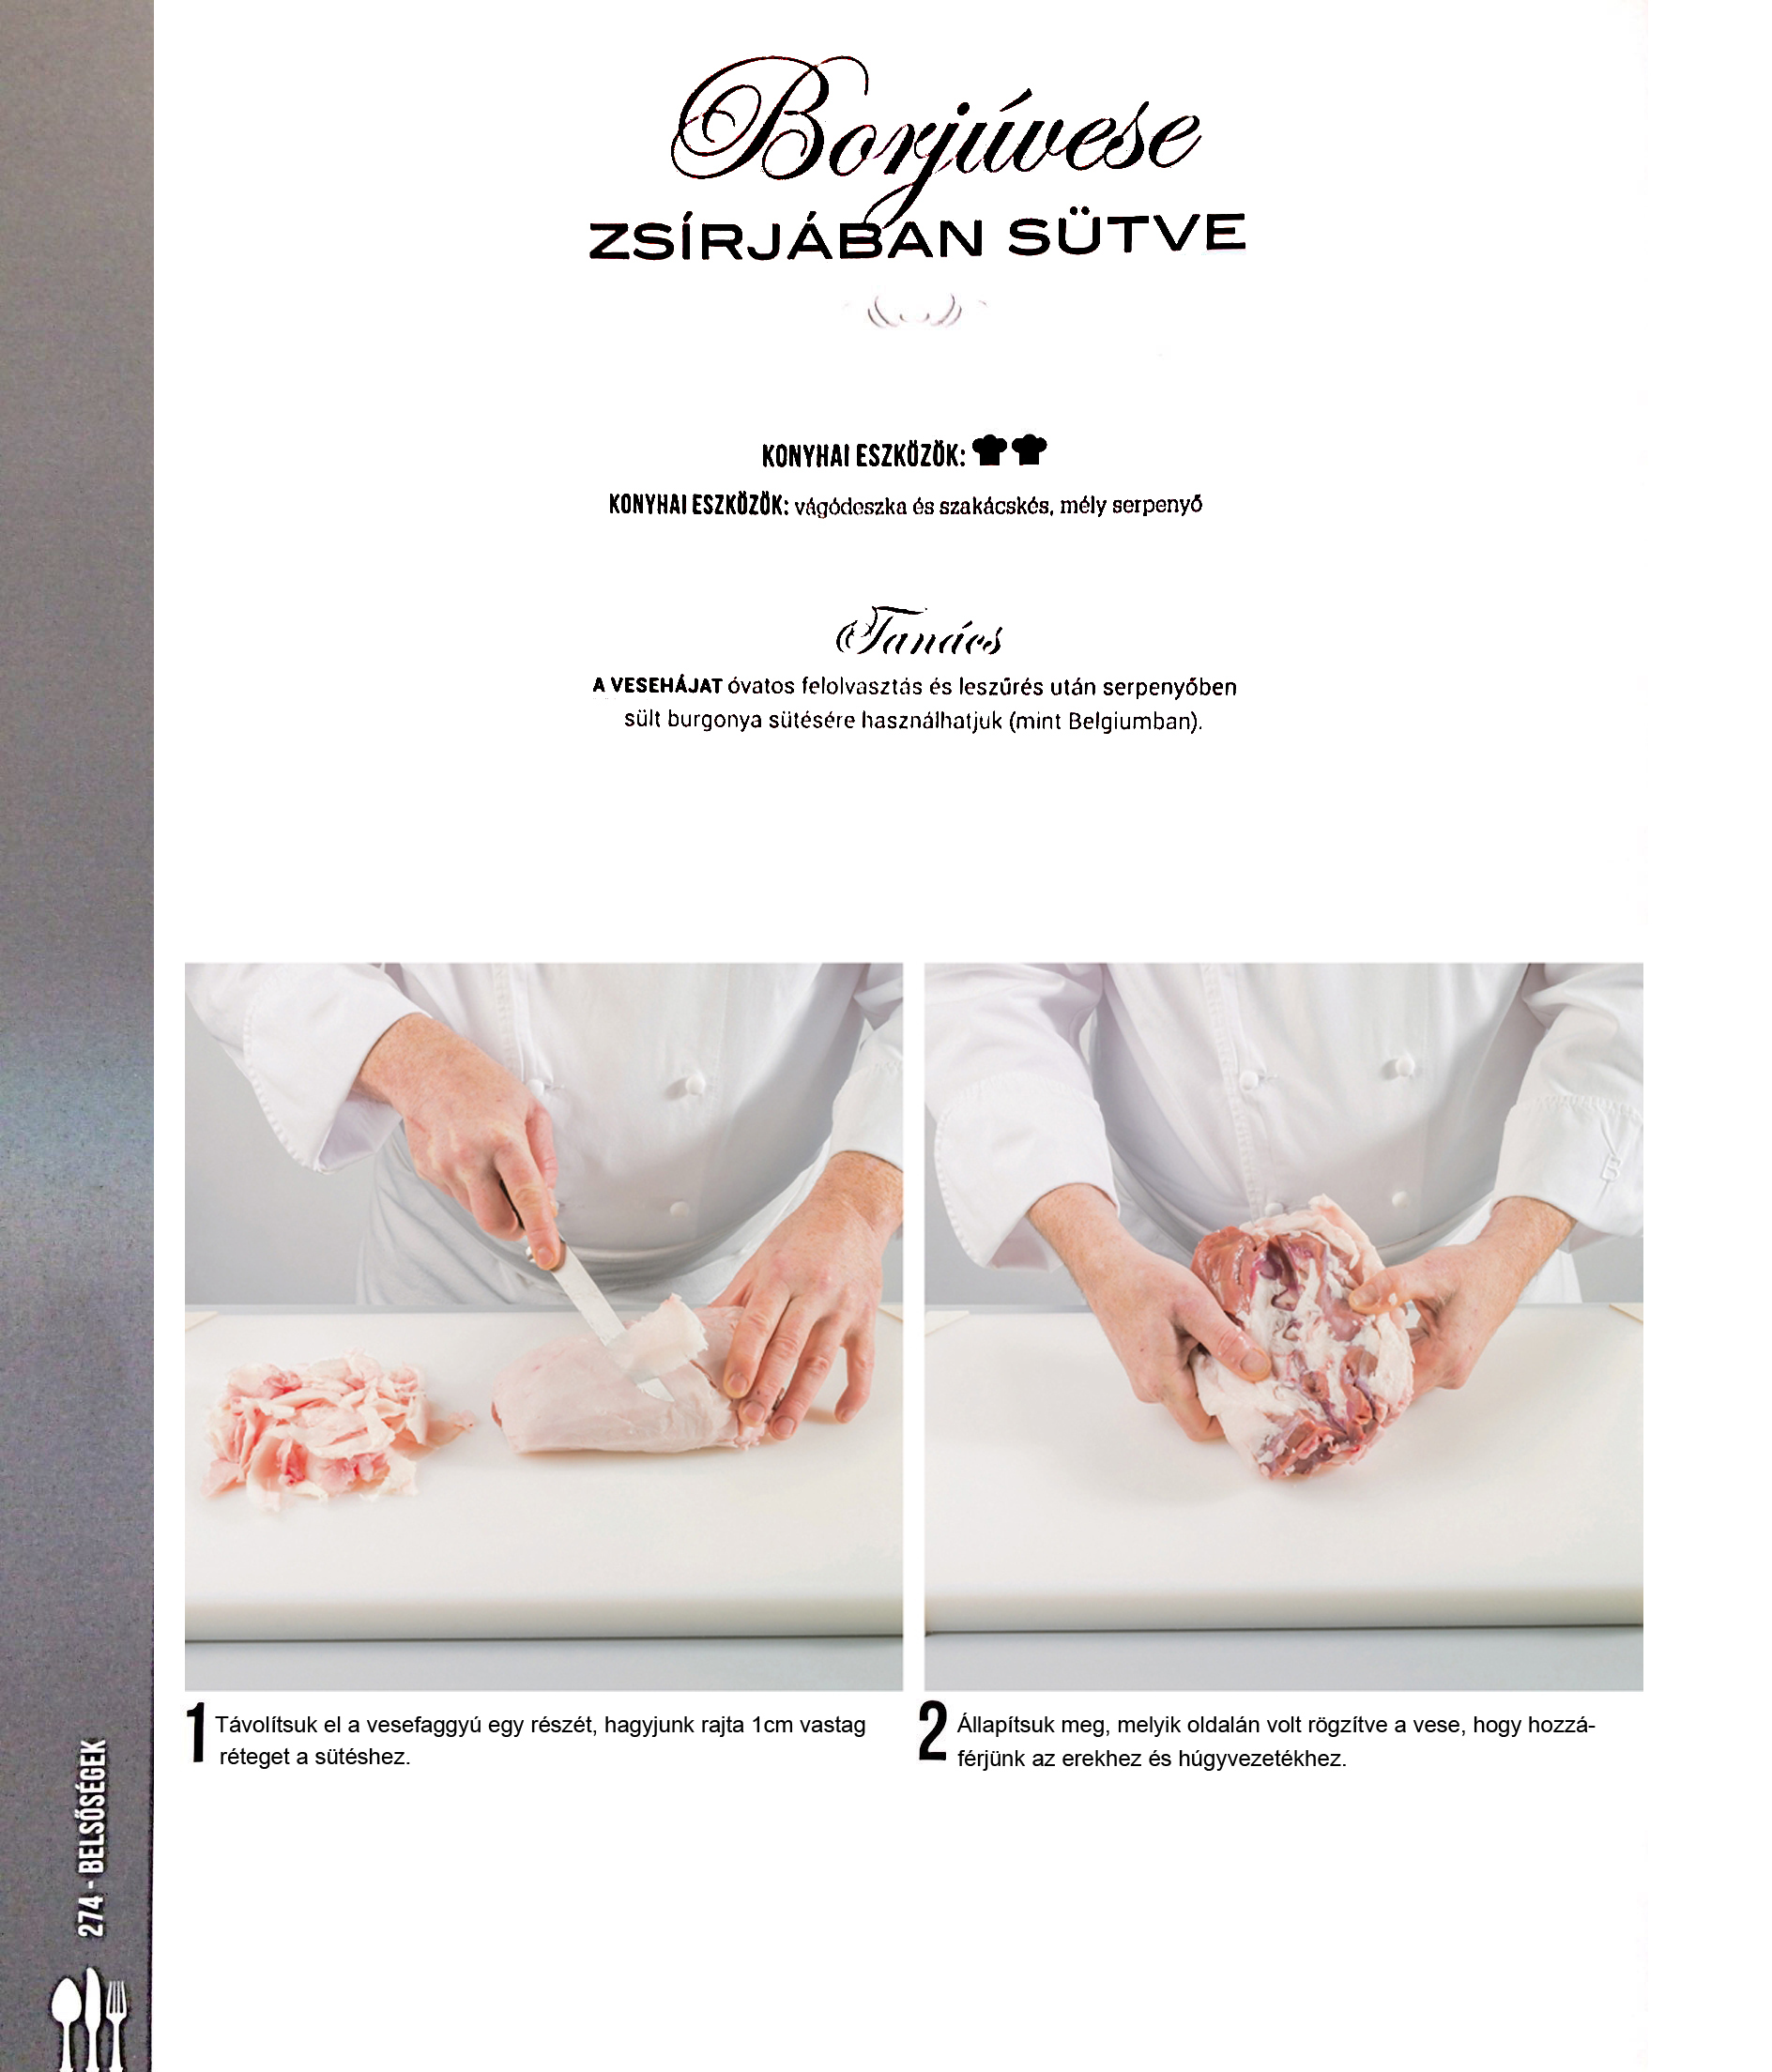 Borjúvese
ZSÍRJÁBAN SÜTVE
KONYHAI ESZKÖZÖK:
KONYHAI ESZKÖZÖK: vágódeszka és szakácskés, mély serpenyő
Tanács
A VESEHÁJAT óvatos felolvasztás és leszűrés után serpenyőben
sült burgonya sütésére használhatjuk (mint Belgiumban).
1 Távolítsuk el a vesefaggyú egy részét, hagyjunk rajta 1cm vastag
réteget a sütéshez.
2 Állapítsuk meg, melyik oldalán volt rögzítve a vese, hogy hozzá-
férjünk az erekhez és húgyvezetékhez.
274 - BELSŐSÉGEK